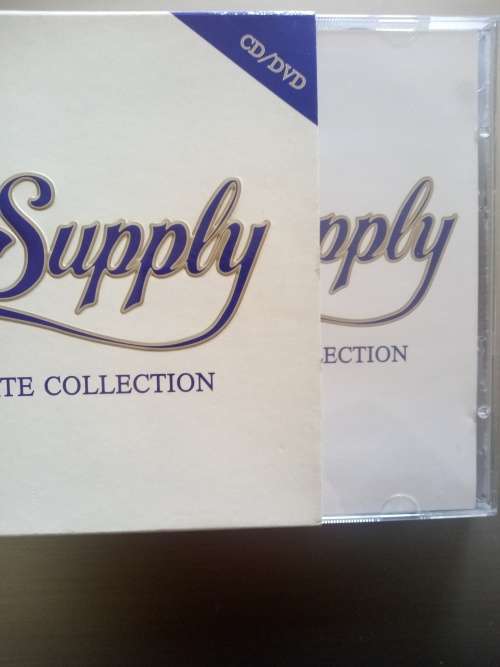 CD/DVD
Supply
pply
TE COLLECTION
LECTION